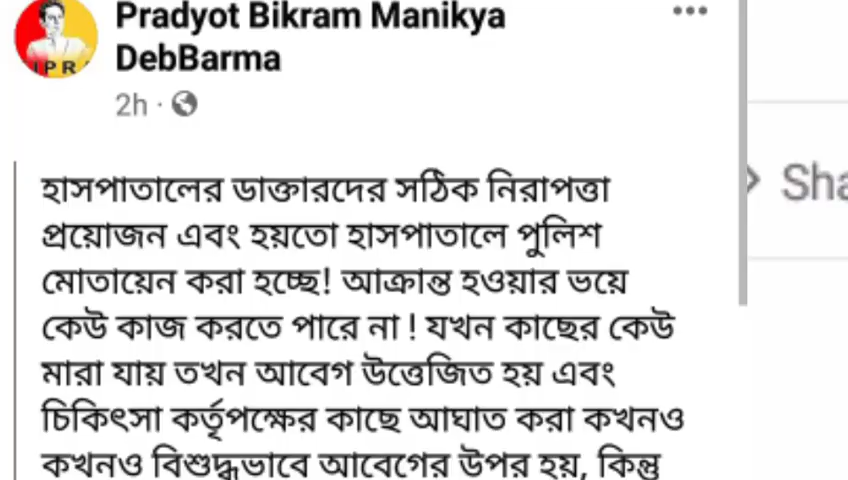 Pradyot Bikram Manikya
DebBarma
2h ·
হাসপাতালের ডাক্তারদের সঠিক নিরাপত্তা
প্রয়োজন এবং হয়তো হাসপাতালে পুলিশ
মোতায়েন করা হচ্ছে! আক্রান্ত হওয়ার ভয়ে
কেউ কাজ করতে পারে না ! যখন কাছের কেউ
মারা যায় তখন আবেগ উত্তেজিত হয় এবং
চিকিৎসা কর্তৃপক্ষের কাছে আঘাত করা কখনও
কখনও বিশুদ্ধভাবে আবেগের উপর হয়, কিন্তু
Sha
IPR